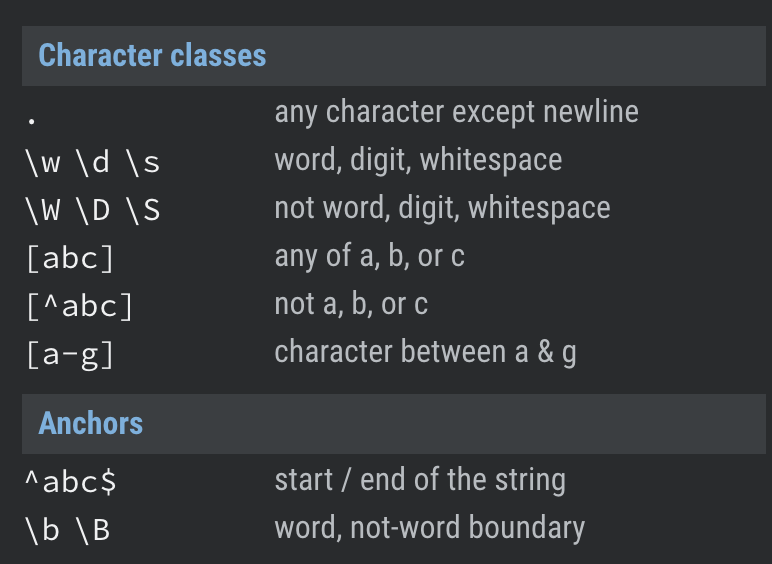 Character classes
. any character except newline
\w \d \s word, digit, whitespace
\W \D \S not word, digit, whitespace
[abc] any of a, b, or c
[^abc] not a, b, or c
[a-g] character between a & g
Anchors
^abc$ start / end of the string
\b \B word, not-word boundary